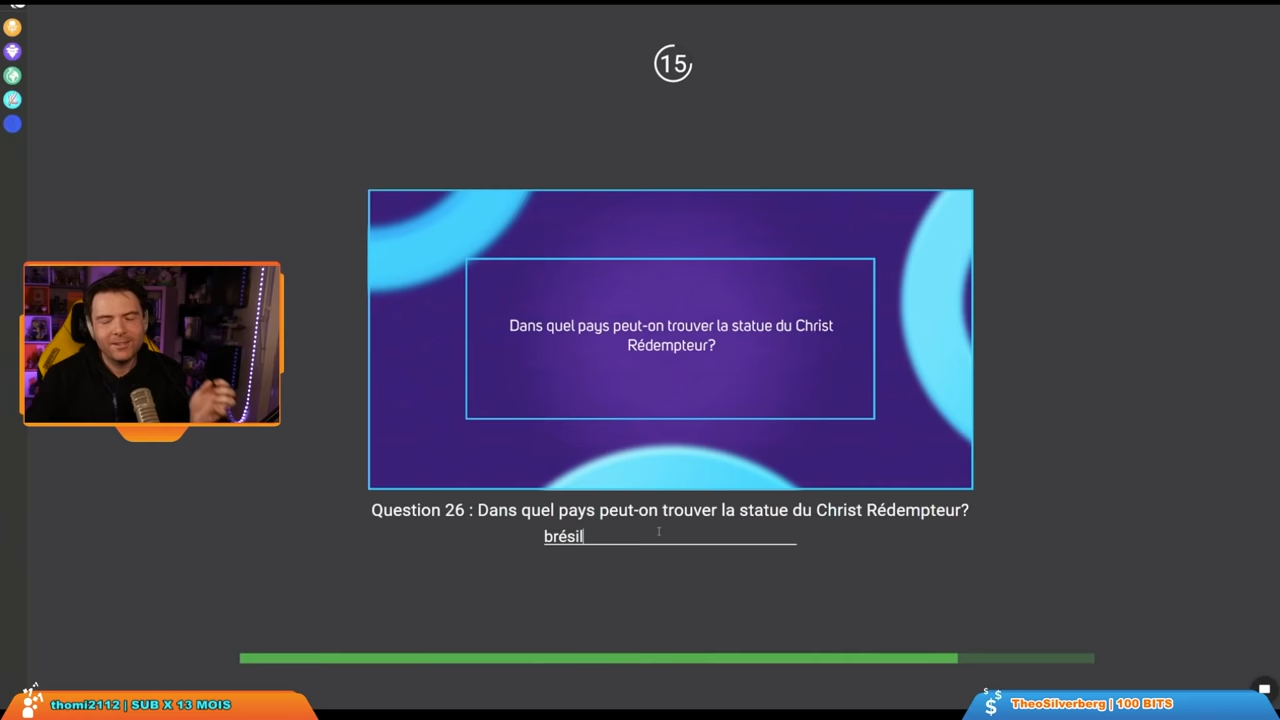 15
Dans quel pays peut-on trouver la statue du Christ
Rédempteur?
Question 26 : Dans quel pays peut-on trouver la statue du Christ Rédempteur?
brésil
thomi2112 | SUB X 13 MOIS
TheoSilverberg | 100 BITS